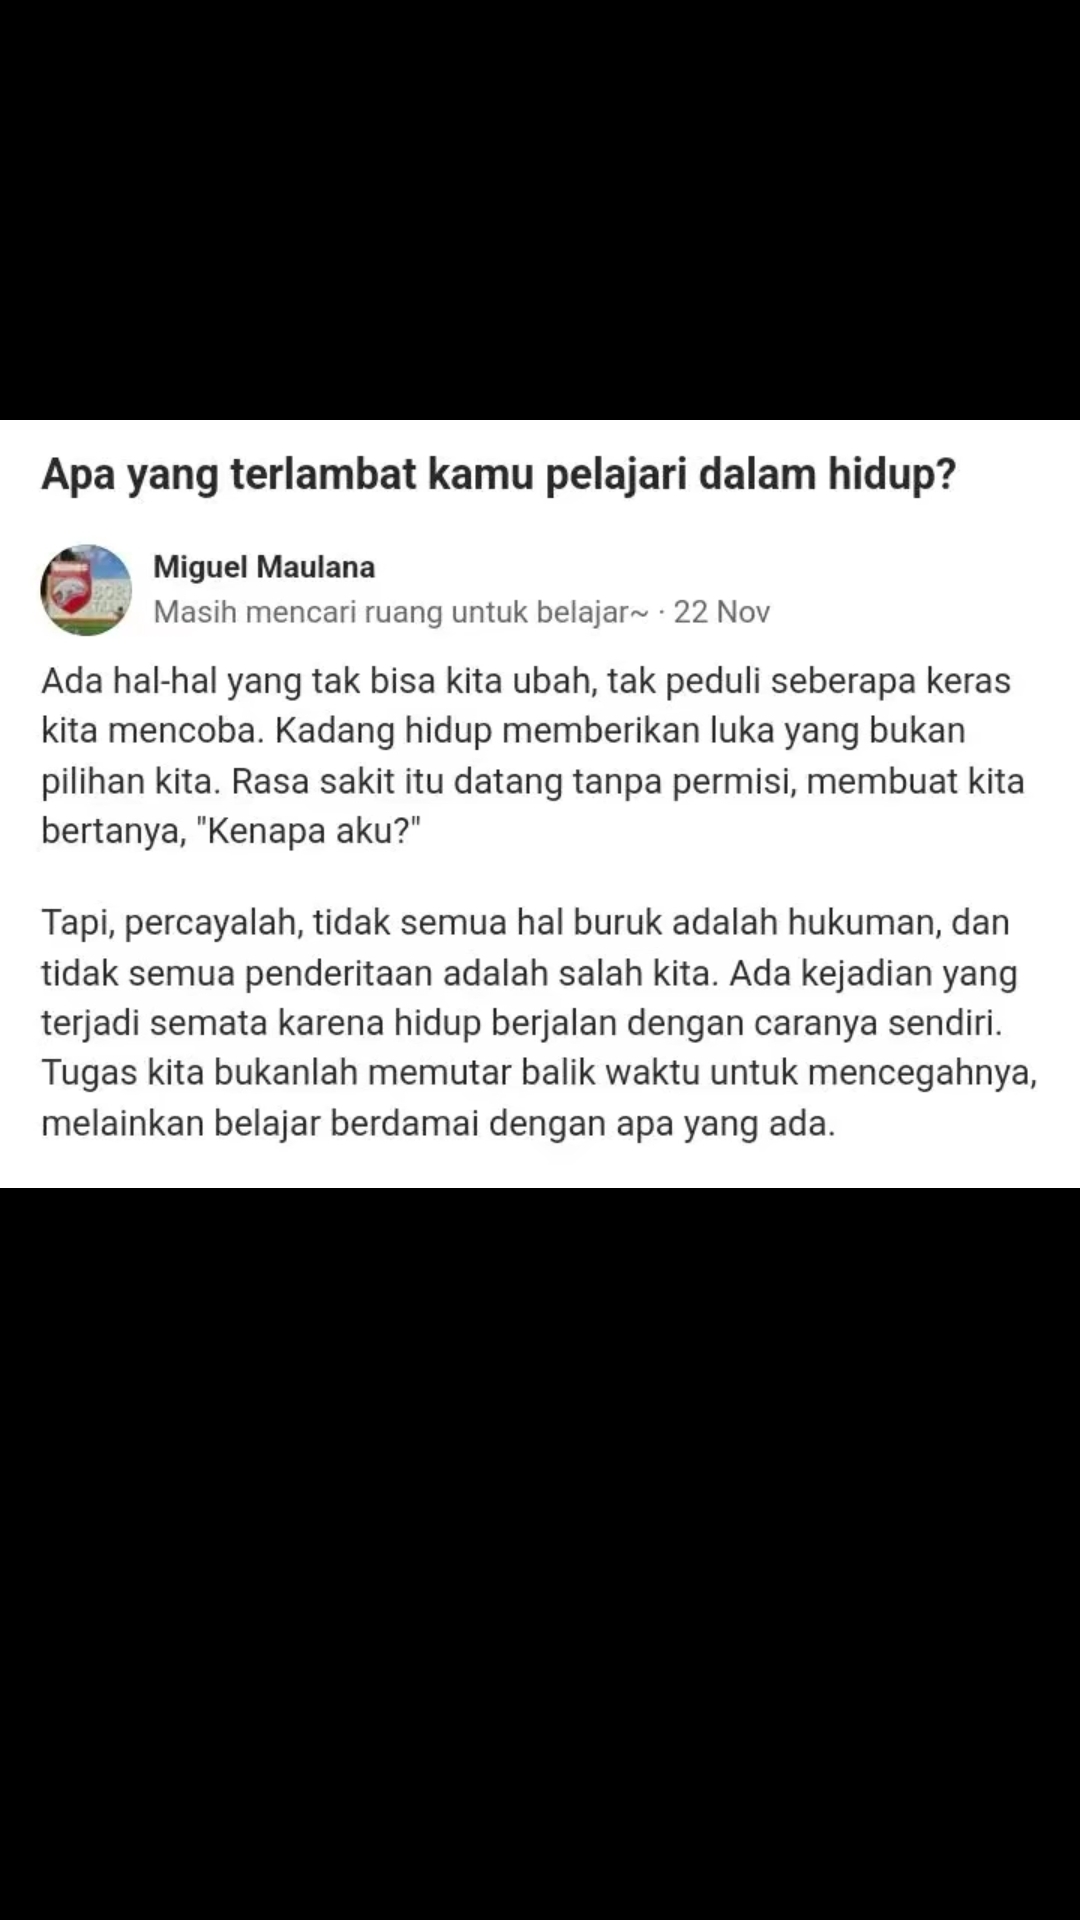 Apa yang terlambat kamu pelajari dalam hidup?
Miguel Maulana
Masih mencari ruang untuk belajar~ · 22 Nov
Ada hal-hal yang tak bisa kita ubah, tak peduli seberapa keras
kita mencoba. Kadang hidup memberikan luka yang bukan
pilihan kita. Rasa sakit itu datang tanpa permisi, membuat kita
bertanya, "Kenapa aku?"
Tapi, percayalah, tidak semua hal buruk adalah hukuman, dan
tidak semua penderitaan adalah salah kita. Ada kejadian yang
terjadi semata karena hidup berjalan dengan caranya sendiri.
Tugas kita bukanlah memutar balik waktu untuk mencegahnya,
melainkan belajar berdamai dengan apa yang ada.